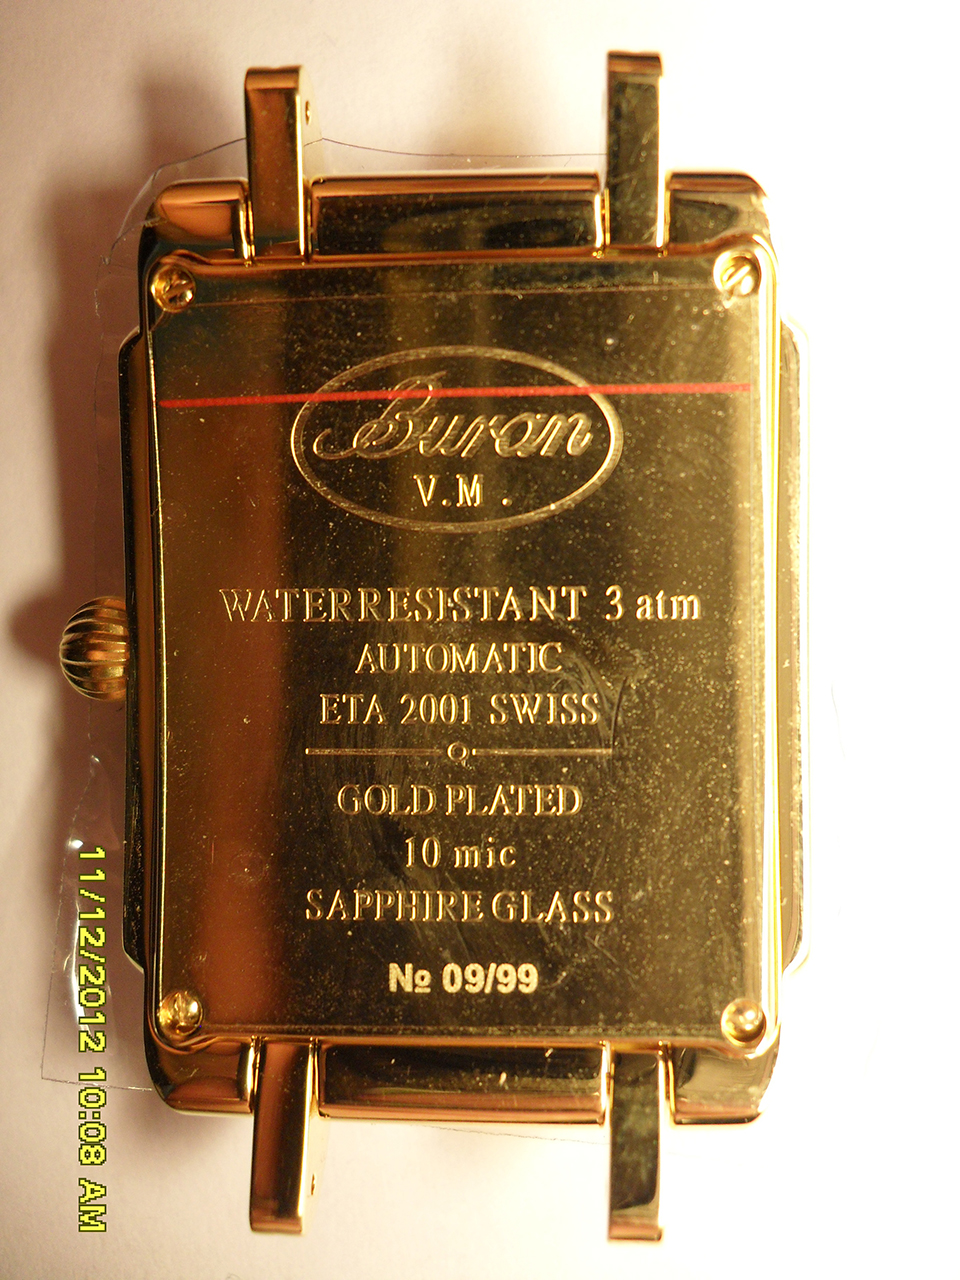 Buran
V.M.
WATERRESISTANT 3 atm
AUTOMATIC
ETA 2001 SWISS
GOLD PLATED
10 mic
SAPPHIRE GLASS
№ 09/99
11/12/2012 10:08 AM